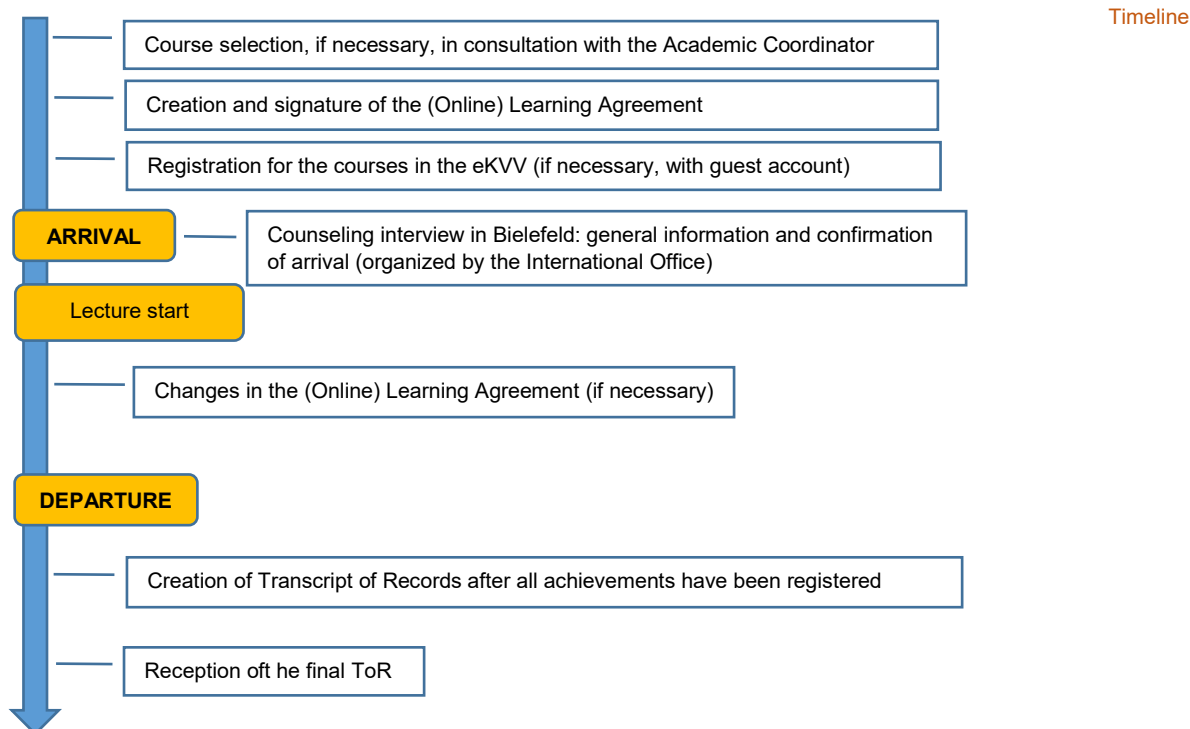 Timeline
Course selection, if necessary, in consultation with the Academic Coordinator
Creation and signature of the (Online) Learning Agreement
Registration for the courses in the eKVV (if necessary, with guest account)
ARRIVAL
Counseling interview in Bielefeld: general information and confirmation
of arrival (organized by the International Office)
Lecture start
Changes in the (Online) Learning Agreement (if necessary)
DEPARTURE
Creation of Transcript of Records after all achievements have been registered
Reception oft he final ToR